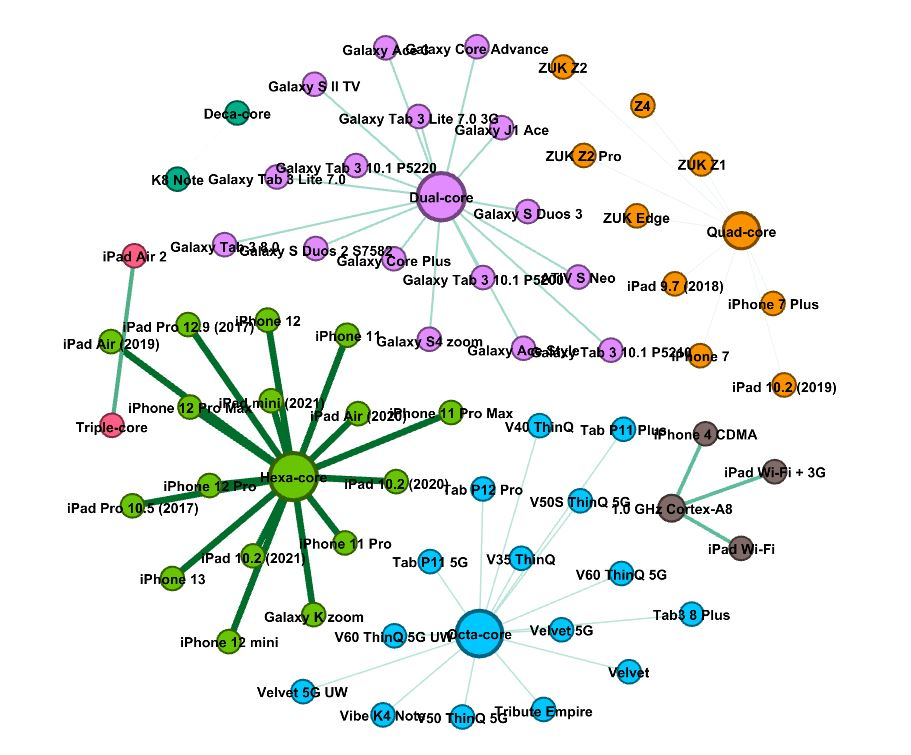 Galaxy Ace 3
Galaxy Core Advance
ZUK Z2
Galaxy S II TV
Z4
Deca-core
Galaxy Tab 3 Lite 7.0 3G
Galaxy J1 Ace
ZUK Z2 Pro
ZUK Z1
Galaxy Tab 3 10.1 P5220
K8 Note
Galaxy Tab 3 Lite 7.0
Dual-core
Galaxy S Duos 3
ZUK Edge
Quad-core
Galaxy Tab 3 8.0
Galaxy S Duos 2 S7582
iPad Air 2
Galaxy Core Plus
Galaxy Tab 3 10.1 P5200
ATIV S Neo
iPad 9.7 (2018)
iPhone 7 Plus
iPad Pro 12.9 (2017)
iPhone 12
iPhone 11
iPad Air (2019)
Galaxy S4 zoom
Galaxy Ace Style
Galaxy Tab 3 10.1 P5210
iPhone 7
iPad 10.2 (2019)
iPhone 12 Pro Max
iPad mini (2021)
iPad Air (2020)
iPhone 11 Pro Max
Triple-core
V40 ThinQ
Tab P11 Plus
iPhone 4 CDMA
iPad Wi-Fi + 3G
Hexa-core
iPhone 12 Pro
iPad 10.2 (2020)
Tab P12 Pro
iPad Pro 10.5 (2017)
V50S ThinQ 5G
1.0 GHz Cortex-A8
iPhone 11 Pro
iPad 10.2 (2021)
iPad Wi-Fi
Tab P11 5G
V35 ThinQ
iPhone 13
V60 ThinQ 5G
Galaxy K zoom
Tab3 8 Plus
iPhone 12 mini
V60 ThinQ 5G UW
Octa-core
Velvet 5G
Velvet
Velvet 5G UW
Vibe K4 Note
V50 ThinQ 5G
Tribute Empire